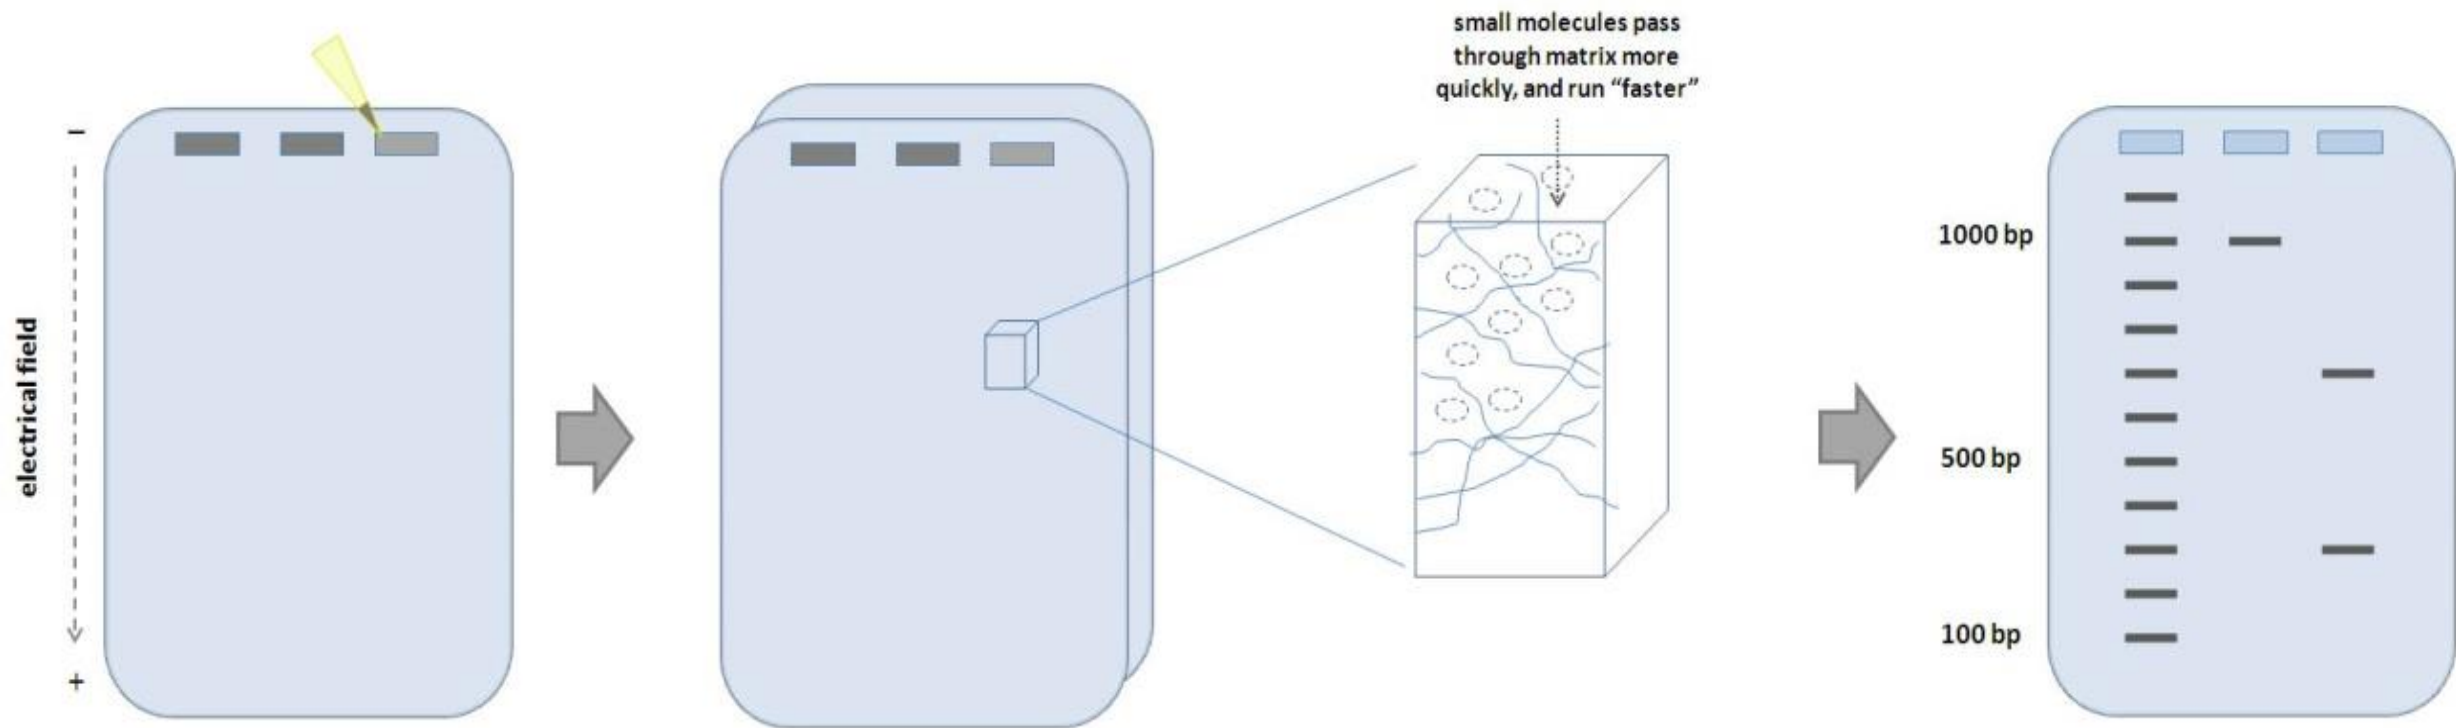 −
electrical field
+
small molecules pass
through matrix more
quickly, and run “faster”
1000 bp
500 bp
100 bp